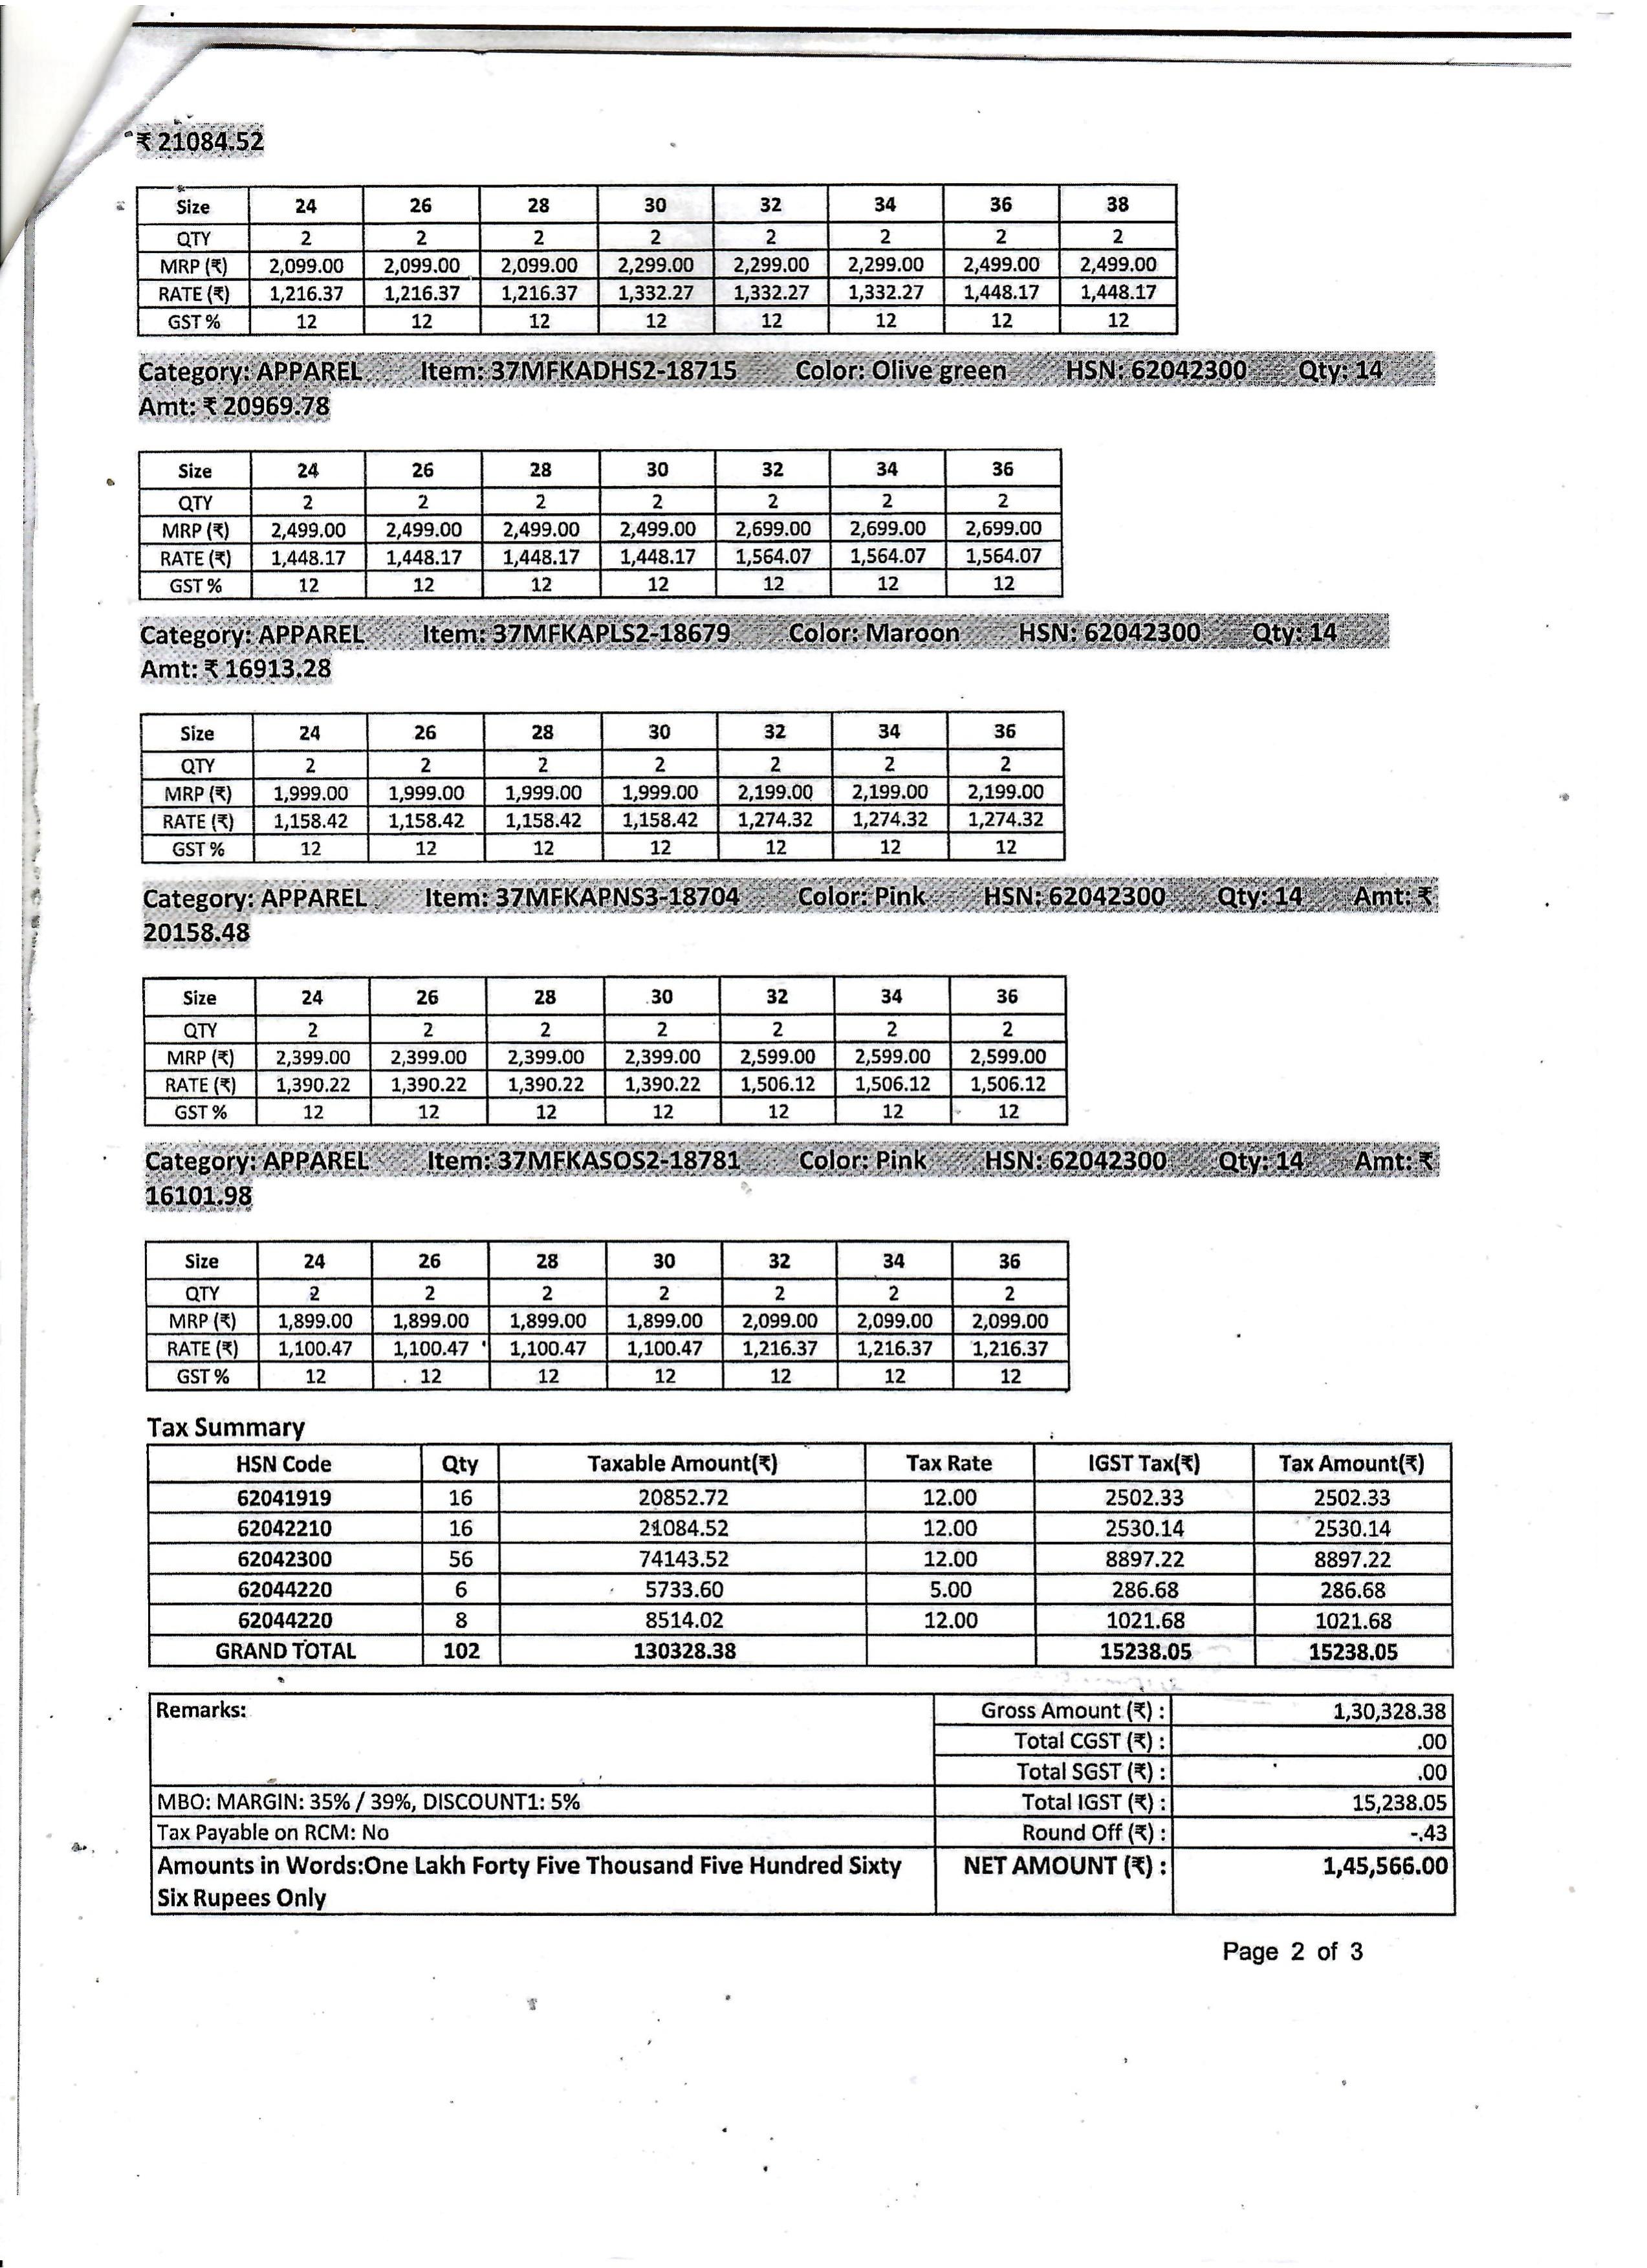 ₹ 21084.52
Size 24 26 28 30 32 34 36 38
QTY 2 2 2 2 2 2 2 2
MRP (₹) 2,099.00 2,099.00 2,099.00 2,299.00 2,299.00 2,299.00 2,499.00 2,499.00
RATE (₹) 1,216.37 1,216.37 1,216.37 1,332.27 1,332.27 1,332.27 1,448.17 1,448.17
GST % 12 12 12 12 12 12 12 12
Category: APPAREL Item: 37MFKADHS2-18715 Color: Olive green HSN: 62042300 Qty: 14
Amt: ₹ 20969.78
Size 24 26 28 30 32 34 36
QTY 2 2 2 2 2 2 2
MRP (₹) 2,499.00 2,499.00 2,499.00 2,499.00 2,699.00 2,699.00 2,699.00
RATE (₹) 1,448.17 1,448.17 1,448.17 1,448.17 1,564.07 1,564.07 1,564.07
GST % 12 12 12 12 12 12 12
Category: APPAREL Item: 37MFKAPLS2-18679 Color: Maroon HSN: 62042300 Qty: 14
Amt: ₹ 16913.28
Size 24 26 28 30 32 34 36
QTY 2 2 2 2 2 2 2
MRP (₹) 1,999.00 1,999.00 1,999.00 1,999.00 2,199.00 2,199.00 2,199.00
RATE (₹) 1,158.42 1,158.42 1,158.42 1,158.42 1,274.32 1,274.32 1,274.32
GST % 12 12 12 12 12 12 12
Category: APPAREL Item: 37MFKAPNS3-18704 Color: Pink HSN: 62042300 Qty: 14 Amt: ₹
20158.48
Size 24 26 28 30 32 34 36
QTY 2 2 2 2 2 2 2
MRP (₹) 2,399.00 2,399.00 2,399.00 2,399.00 2,599.00 2,599.00 2,599.00
RATE (₹) 1,390.22 1,390.22 1,390.22 1,390.22 1,506.12 1,506.12 1,506.12
GST % 12 12 12 12 12 12 12
Category: APPAREL Item: 37MFKASOS2-18781 Color: Pink HSN: 62042300 Qty: 14 Amt: ₹
16101.98
Size 24 26 28 30 32 34 36
QTY 2 2 2 2 2 2 2
MRP (₹) 1,899.00 1,899.00 1,899.00 1,899.00 2,099.00 2,099.00 2,099.00
RATE (₹) 1,100.47 1,100.47 1,100.47 1,100.47 1,216.37 1,216.37 1,216.37
GST % 12 12 12 12 12 12 12
Tax Summary
HSN Code Qty Taxable Amount(₹) Tax Rate IGST Tax(₹) Tax Amount(₹)
62041919 16 20852.72 12.00 2502.33 2502.33
62042210 16 21084.52 12.00 2530.14 2530.14
62042300 56 74143.52 12.00 8897.22 8897.22
62044220 6 5733.60 5.00 286.68 286.68
62044220 8 8514.02 12.00 1021.68 1021.68
GRAND TOTAL 102 130328.38 15238.05 15238.05
Remarks: Gross Amount (₹) : 1,30,328.38
Total CGST (₹) : .00
Total SGST (₹) : .00
MBO: MARGIN: 35% / 39%, DISCOUNT1: 5% Total IGST (₹) : 15,238.05
Tax Payable on RCM: No Round Off (₹) : -.43
Amounts in Words:One Lakh Forty Five Thousand Five Hundred Sixty NET AMOUNT (₹) : 1,45,566.00
Six Rupees Only
Page 2 of 3